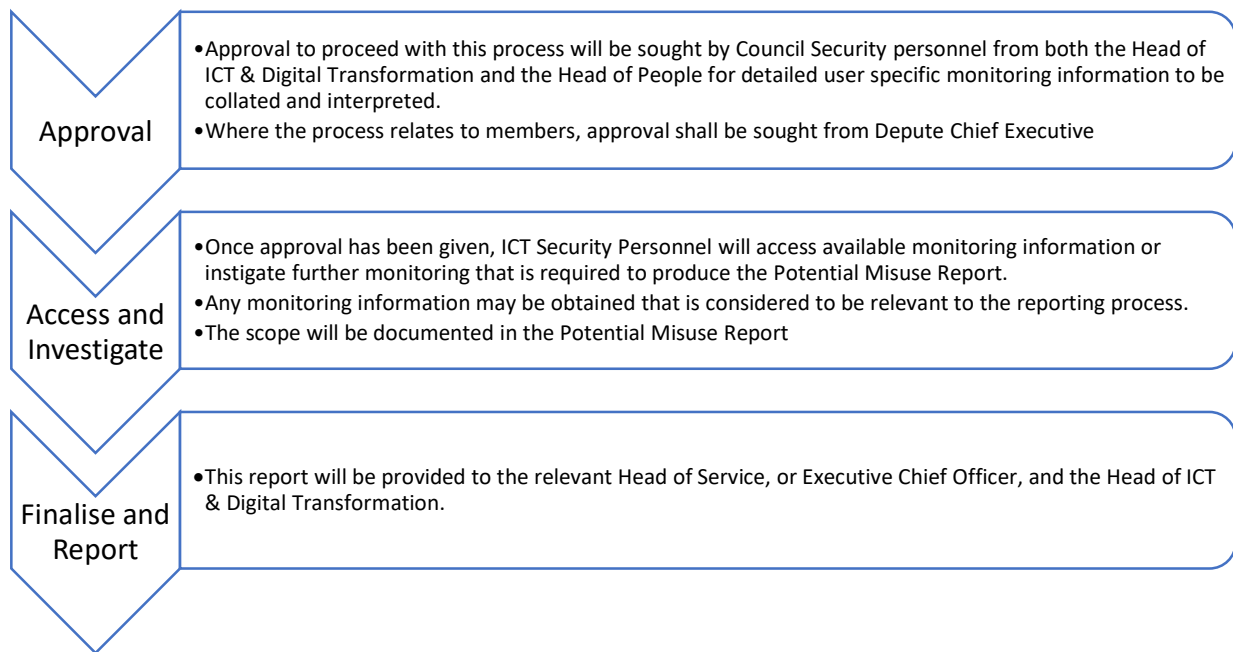 Approval
•Approval to proceed with this process will be sought by Council Security personnel from both the Head of
ICT & Digital Transformation and the Head of People for detailed user specific monitoring information to be
collated and interpreted.
•Where the process relates to members, approval shall be sought from Depute Chief Executive
Access and
Investigate
•Once approval has been given, ICT Security Personnel will access available monitoring information or
instigate further monitoring that is required to produce the Potential Misuse Report.
•Any monitoring information may be obtained that is considered to be relevant to the reporting process.
•The scope will be documented in the Potential Misuse Report
Finalise and
Report
•This report will be provided to the relevant Head of Service, or Executive Chief Officer, and the Head of ICT
& Digital Transformation.